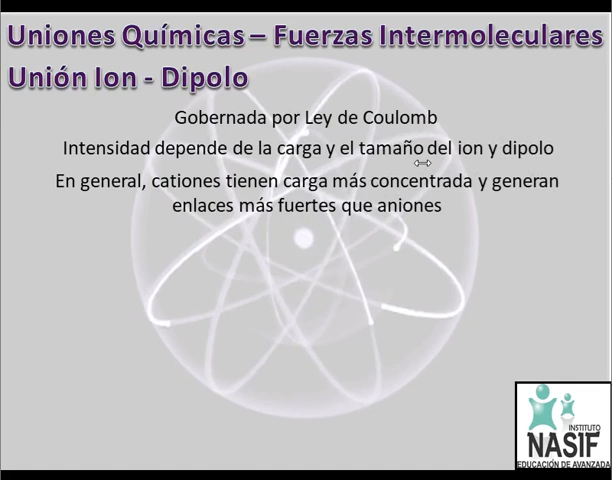 Uniones Químicas – Fuerzas Intermoleculares
Unión Ion - Dipolo
Gobernada por Ley de Coulomb
Intensidad depende de la carga y el tamaño del ion y dipolo
En general, cationes tienen carga más concentrada y generan
enlaces más fuertes que aniones
INSTITUTO
NASIF
EDUCACIÓN DE AVANZADA